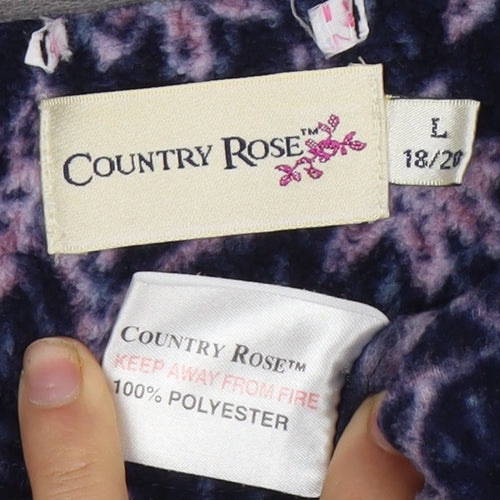 COUNTRY ROSE™
L
18/20
COUNTRY ROSE™
KEEP AWAY FROM FIRE
100% POLYESTER